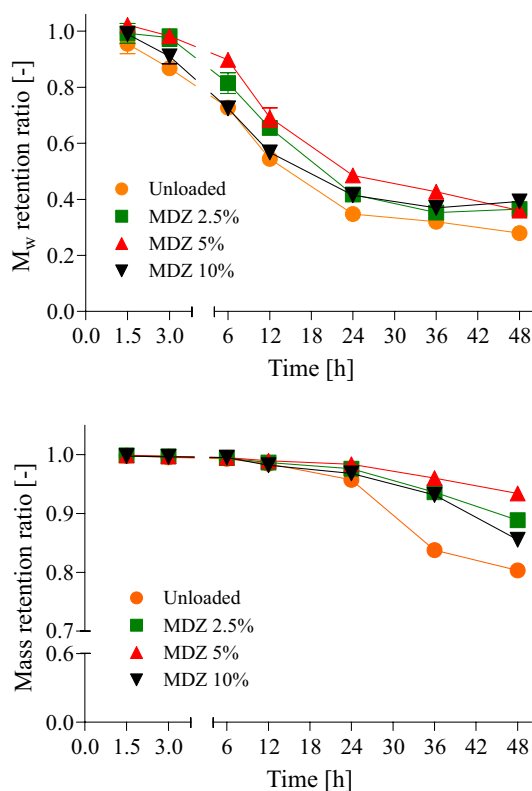 M_w retention ratio [-]
1.0
0.8
0.6
0.4
0.2
0.0
Unloaded
MDZ 2.5%
MDZ 5%
MDZ 10%
0.0 1.5 3.0 6 12 18 24 30 36 42 48
Time [h]
Mass retention ratio [-]
1.0
0.9
0.8
0.7
0.6
0.0
Unloaded
MDZ 2.5%
MDZ 5%
MDZ 10%
0.0 1.5 3.0 6 12 18 24 30 36 42 48
Time [h]